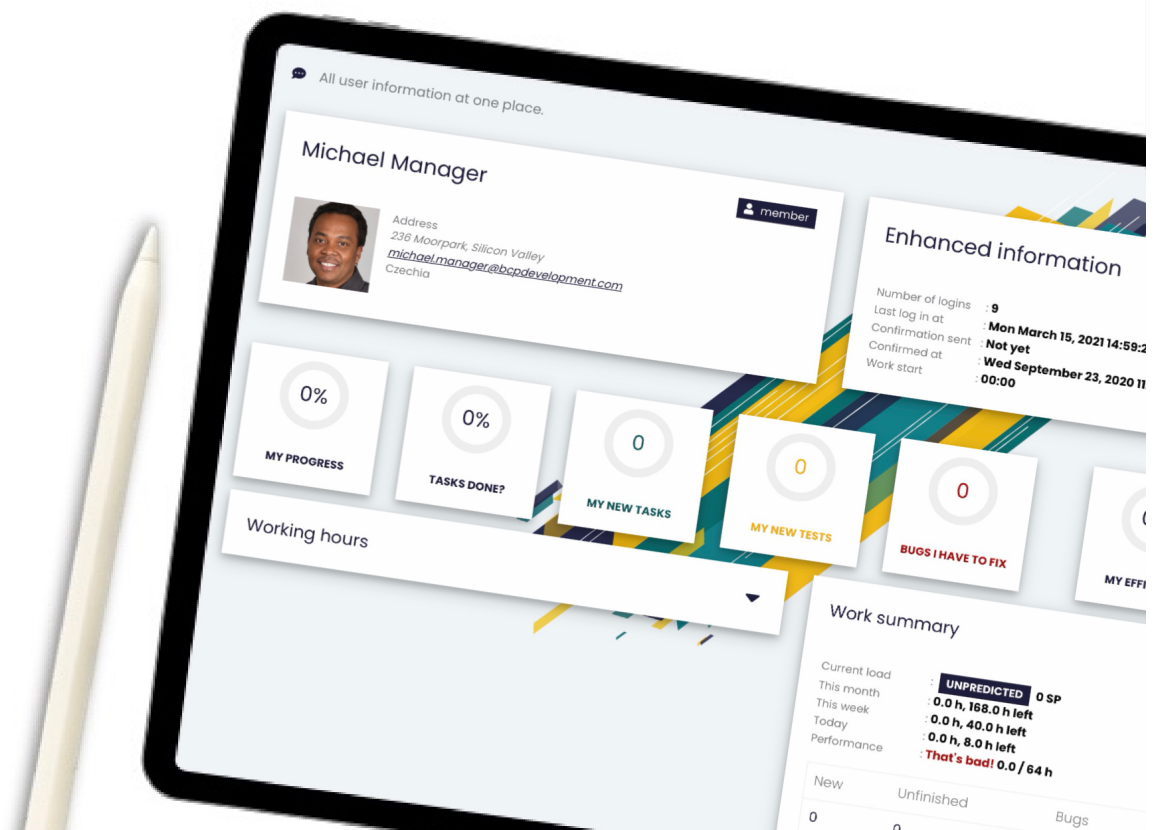 All user information at one place.
Michael Manager
member
Address
236 Moorpark, Silicon Valley
michael.manager@bcpdevelopment.com
Czechia
Enhanced information
Number of logins : 9
Last log in at : Mon March 15, 2021 14:59:2
Confirmation sent : Not yet
Confirmed at : Wed September 23, 2020 11
Work start : 00:00
0%
MY PROGRESS
0%
TASKS DONE?
0
MY NEW TASKS
0
MY NEW TESTS
0
BUGS I HAVE TO FIX
MY EFFI
Working hours
Work summary
Current load : UNPREDICTED 0 SP
This month : 0.0 h, 168.0 h left
This week : 0.0 h, 40.0 h left
Today : 0.0 h, 8.0 h left
Performance : That's bad! 0.0 / 64 h
New Unfinished Bugs
0 0